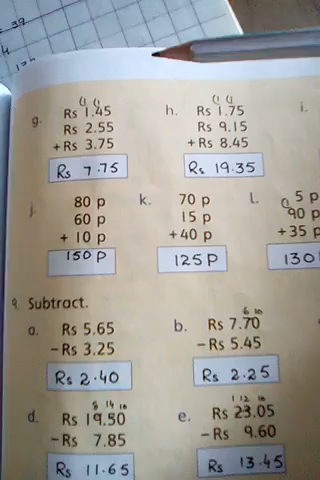 39
g. Rs 1.45
Rs 2.55
+ Rs 3.75
Rs 7.75
h. Rs 1.75
Rs 9.15
+ Rs 8.45
Rs 19.35
i.
j. 80 p
60 p
+ 10 p
150 P
k. 70 p
15 p
+40 p
125 P
l. 5 p
90 p
+ 35 p
130
9. Subtract.
a. Rs 5.65
− Rs 3.25
Rs 2.40
b. Rs 7.70
− Rs 5.45
Rs 2.25
d. Rs 19.50
− Rs 7.85
Rs 11.65
e. Rs 23.05
− Rs 9.60
Rs 13.45